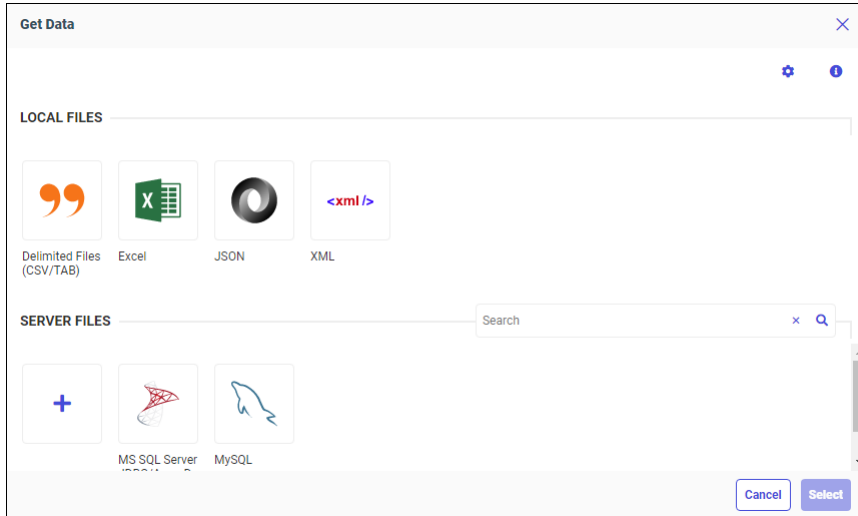 Get Data
LOCAL FILES
<xml/>
X
Delimited Files
(CSV/TAB)
Excel
JSON
XML
SERVER FILES
Search
MS SQL Server
MySQL
Cancel
Select